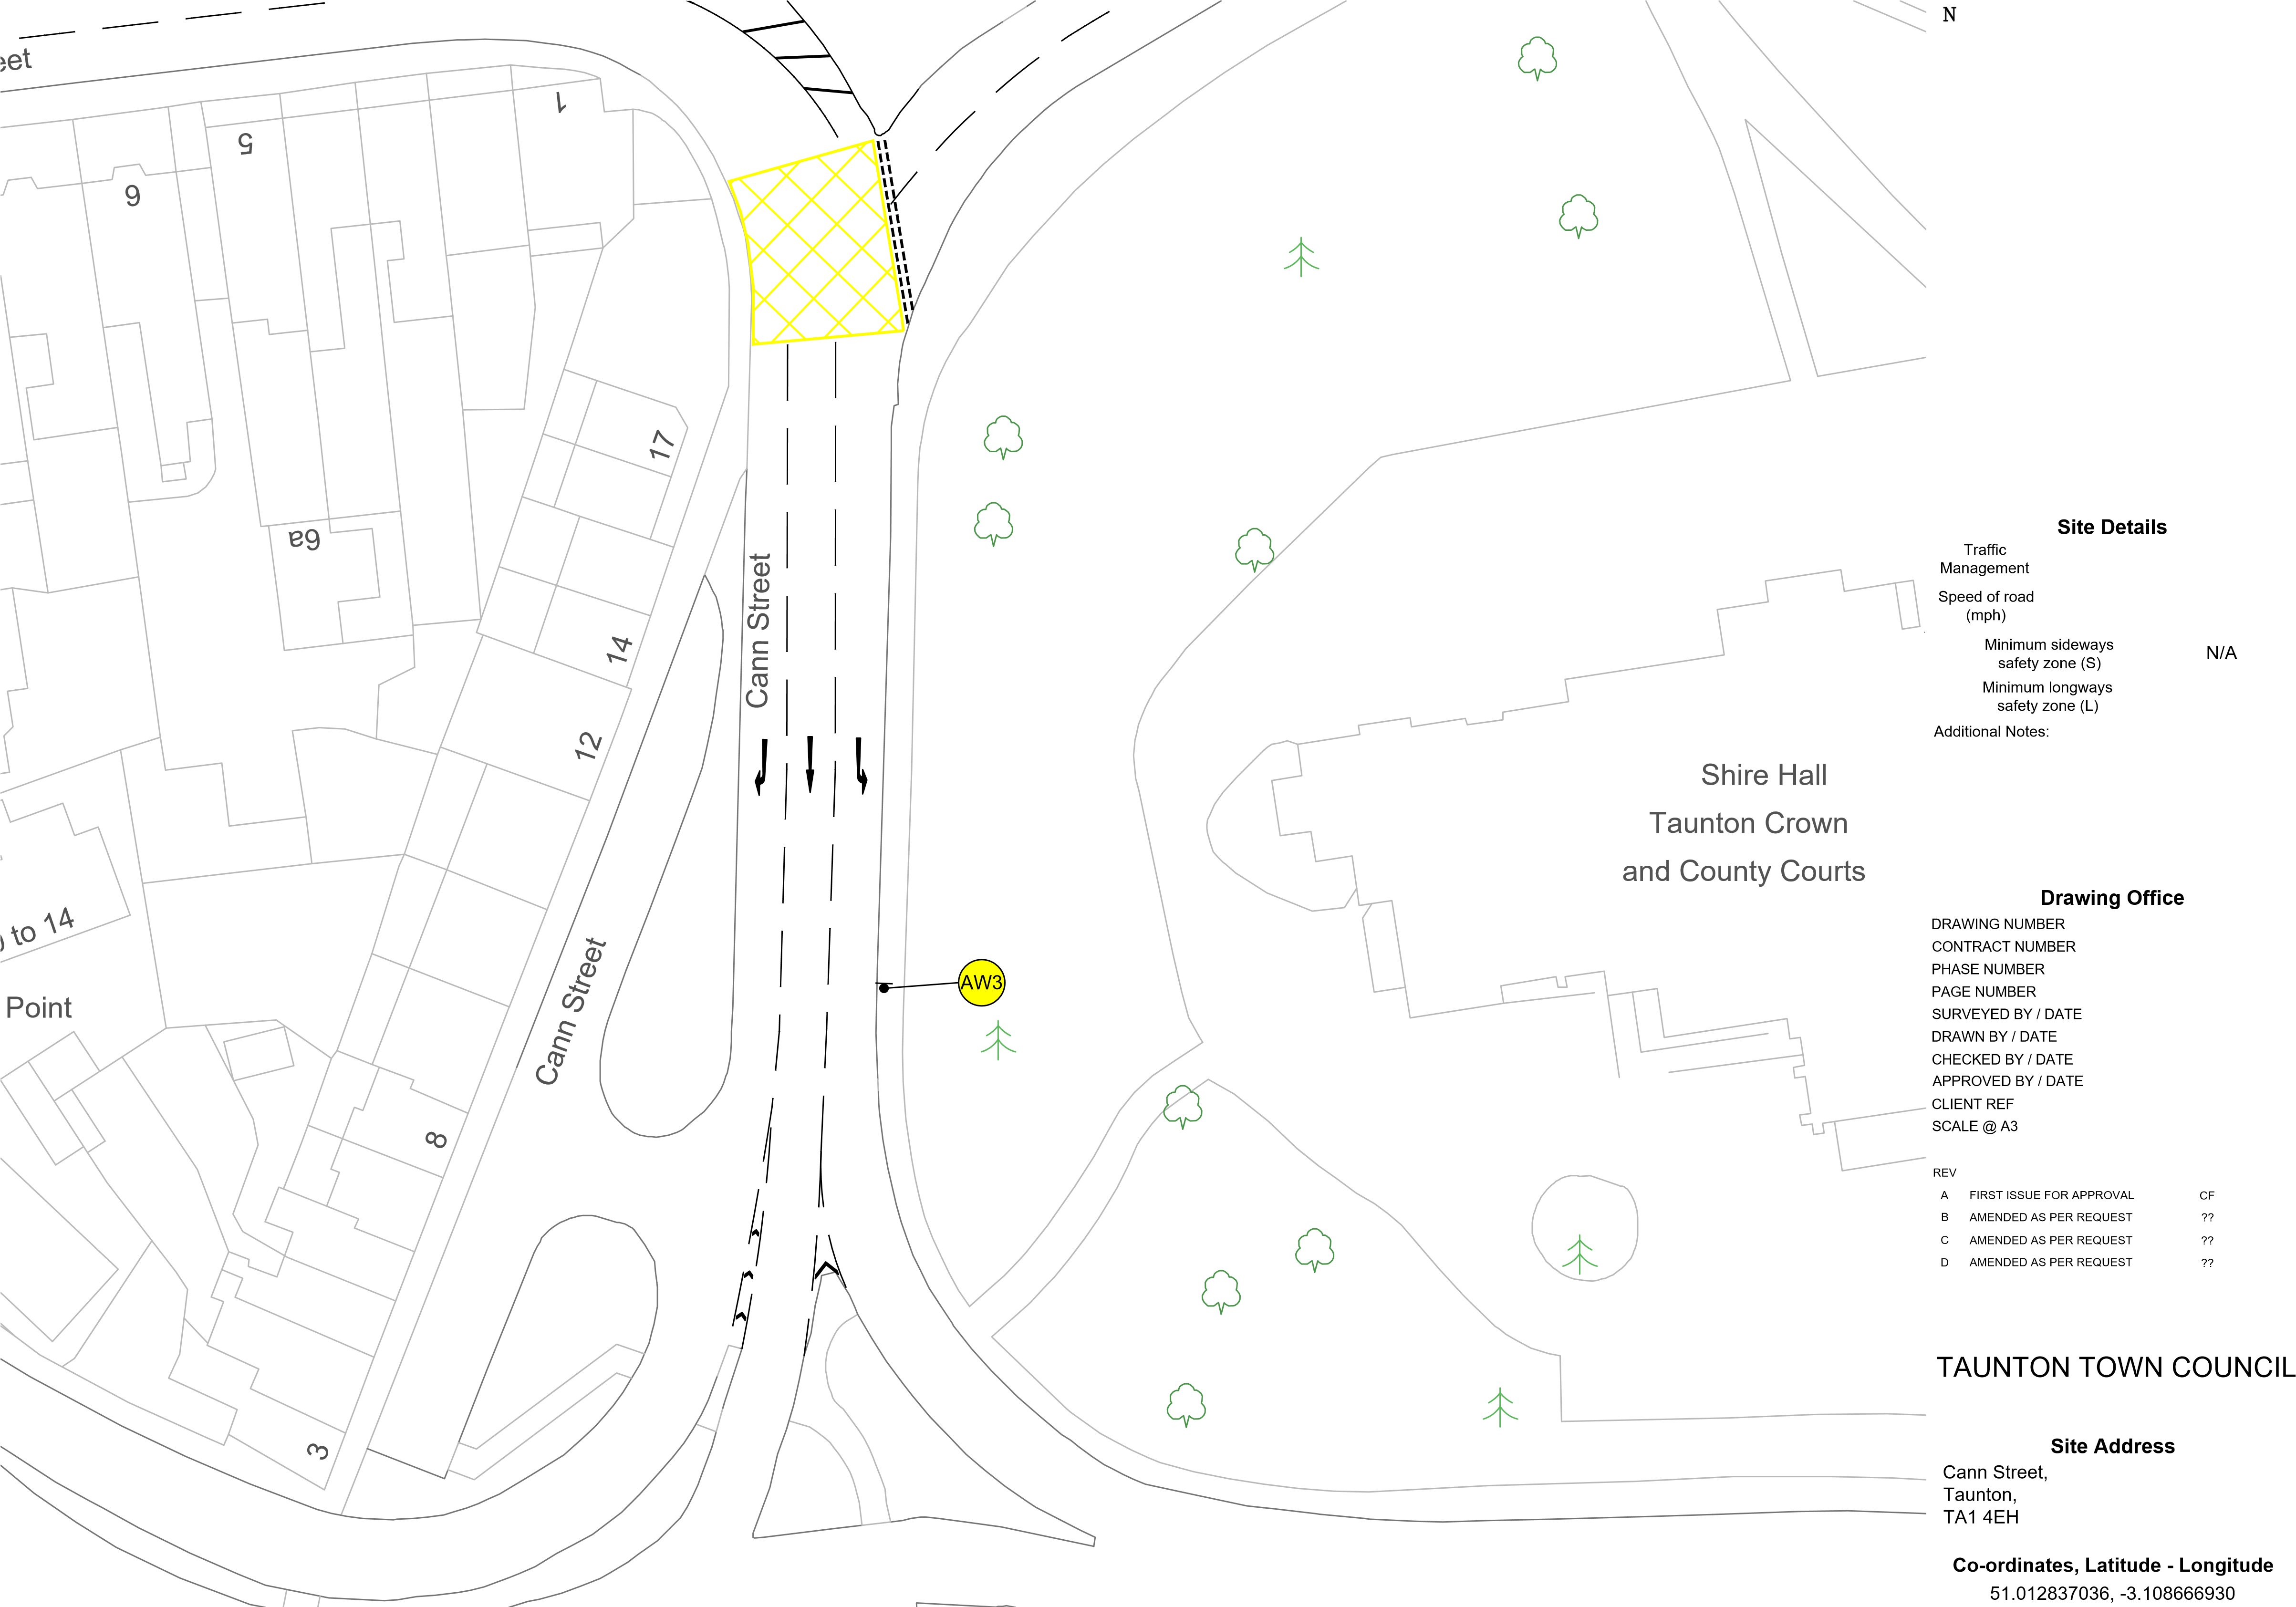 N
eet
1
5
6
17
6a
Cann Street
14
12
Site Details
Traffic
Management
Speed of road
(mph)
Minimum sideways
safety zone (S)
N/A
Minimum longways
safety zone (L)
Additional Notes:
Shire Hall
Taunton Crown
and County Courts
to 14
Cann Street
AW3
Point
8
3
Drawing Office
DRAWING NUMBER
CONTRACT NUMBER
PHASE NUMBER
PAGE NUMBER
SURVEYED BY / DATE
DRAWN BY / DATE
CHECKED BY / DATE
APPROVED BY / DATE
CLIENT REF
SCALE @ A3
REV
A FIRST ISSUE FOR APPROVAL CF
B AMENDED AS PER REQUEST ??
C AMENDED AS PER REQUEST ??
D AMENDED AS PER REQUEST ??
TAUNTON TOWN COUNCIL
Site Address
Cann Street,
Taunton,
TA1 4EH
Co-ordinates, Latitude - Longitude
51.012837036, -3.108666930